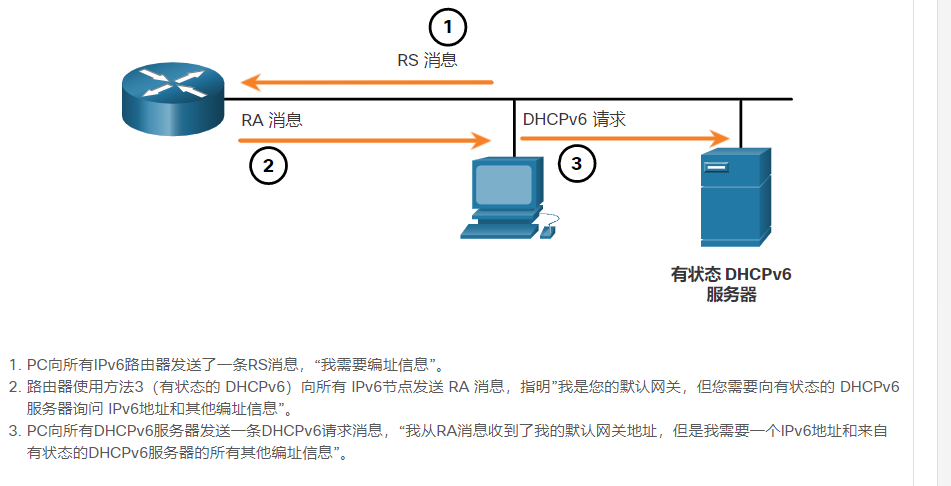 1
RS 消息
RA 消息
DHCPv6 请求
2
3
有状态 DHCPv6
服务器
1. PC向所有IPv6路由器发送了一条RS消息，“我需要编址信息”。
2. 路由器使用方法3（有状态的 DHCPv6）向所有 IPv6节点发送 RA 消息，指明”我是您的默认网关，但您需要向有状态的 DHCPv6
服务器询问 IPv6地址和其他编址信息”。
3. PC向所有DHCPv6服务器发送一条DHCPv6请求消息，“我从RA消息收到了我的默认网关地址，但是我需要一个IPv6地址和来自
有状态的DHCPv6服务器的所有其他编址信息”。